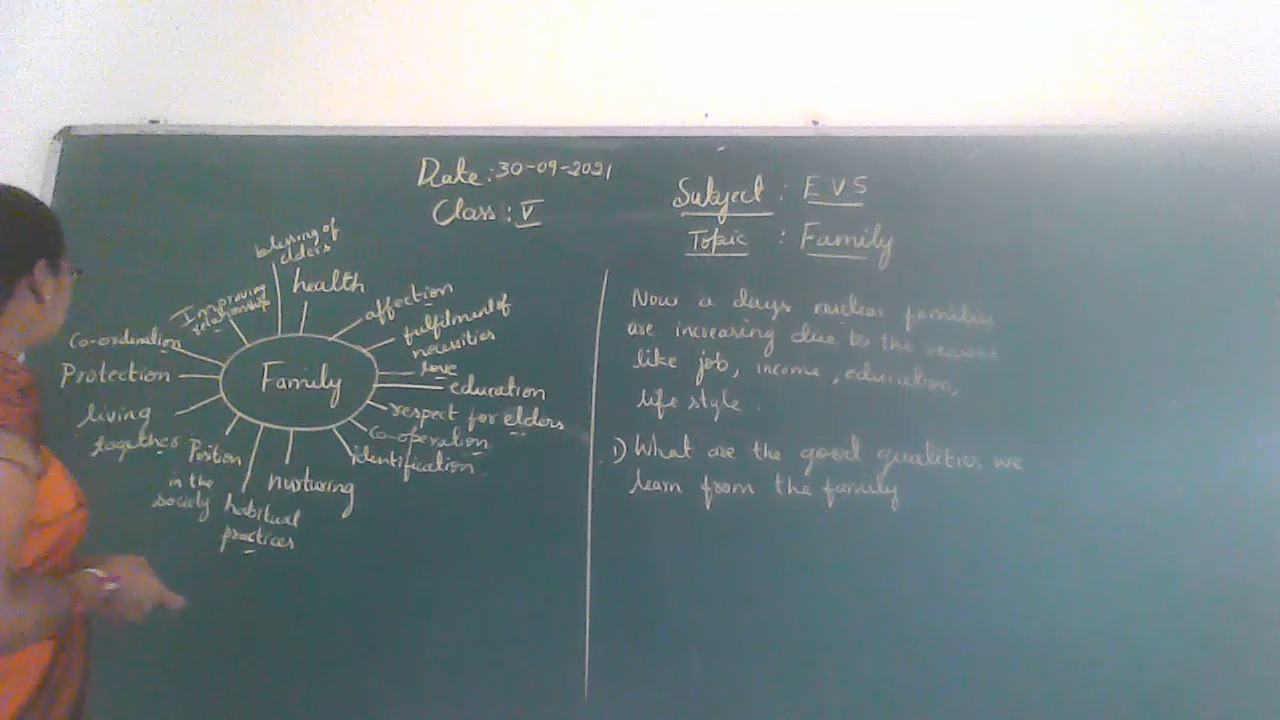 Date: 30-09-2021
Class: V
Subject: EVS
Topic: Family
blessing of
elders
health
affection
fulfilment of
necessities
love
education
respect for elders
Co-operation
identification
nurturing
habitual
practices
Position
in the
society
living
together
Protection
Co-ordination
Improving
relationship
Family
Now a days nuclear families
are increasing due to the reasons
like job, income, education,
life style.
1) What are the good qualities we
learn from the family